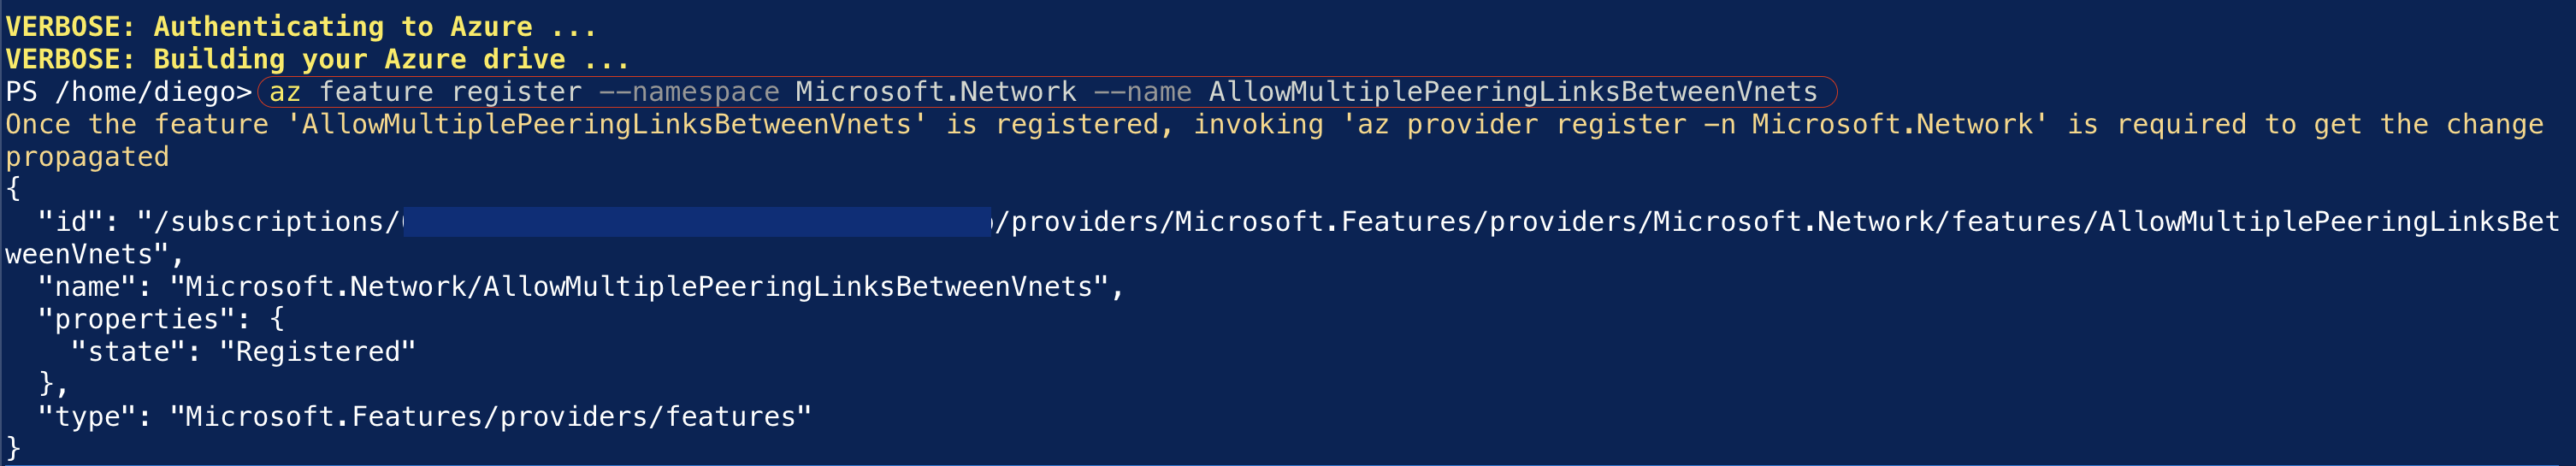 VERBOSE: Authenticating to Azure ...
VERBOSE: Building your Azure drive ...
PS /home/diego> az feature register --namespace Microsoft.Network --name AllowMultiplePeeringLinksBetweenVnets
Once the feature 'AllowMultiplePeeringLinksBetweenVnets' is registered, invoking 'az provider register -n Microsoft.Network' is required to get the change
propagated
{
  "id": "/subscriptions/ /providers/Microsoft.Features/providers/Microsoft.Network/features/AllowMultiplePeeringLinksBet
weenVnets",
  "name": "Microsoft.Network/AllowMultiplePeeringLinksBetweenVnets",
  "properties": {
    "state": "Registered"
  },
  "type": "Microsoft.Features/providers/features"
}